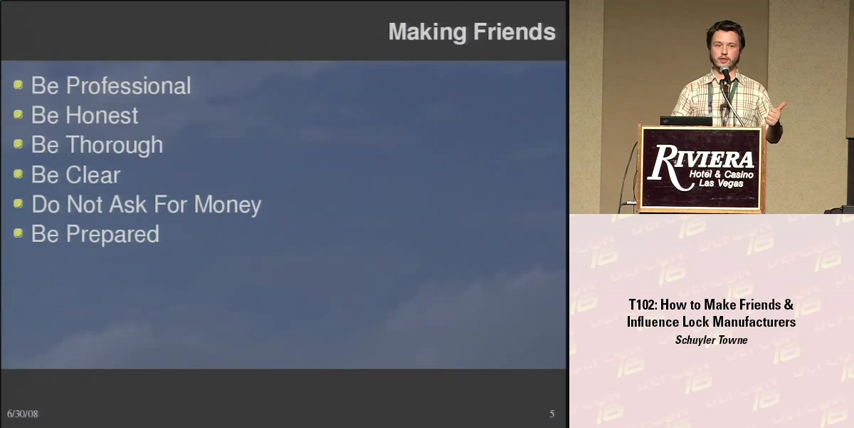 Making Friends
Be Professional
Be Honest
Be Thorough
Be Clear
Do Not Ask For Money
Be Prepared
6/30/08
5
RIVIERA
Hotel & Casino
Las Vegas
T102: How to Make Friends &
Influence Lock Manufacturers
Schuyler Towne